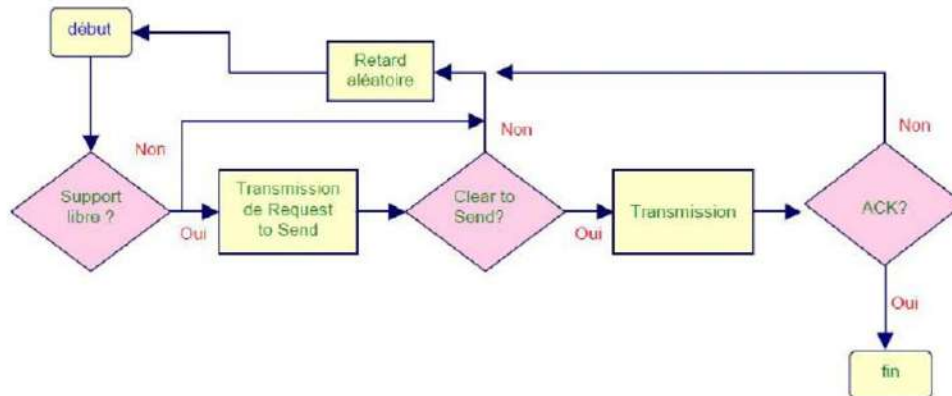 début
Retard
aléatoire
Non
Non
Non
Support
libre ?
Oui
Transmission
de Request
to Send
Clear to
Send?
Oui
Transmission
ACK?
Oui
fin